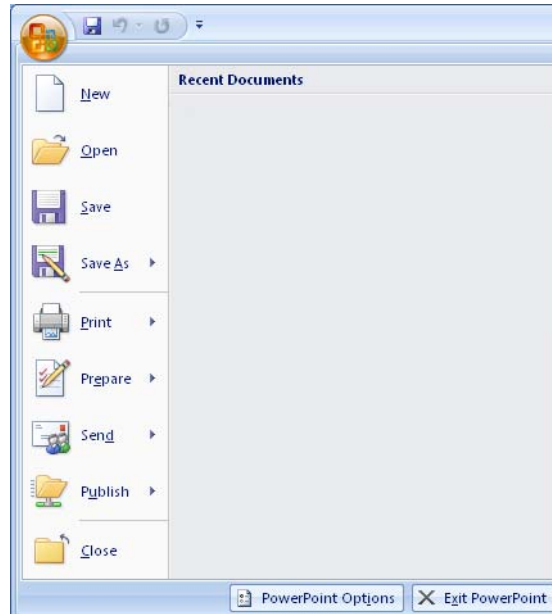 Recent Documents
New
Open
Save
Save As
Print
Prepare
Send
Publish
Close
PowerPoint Options
Exit PowerPoint